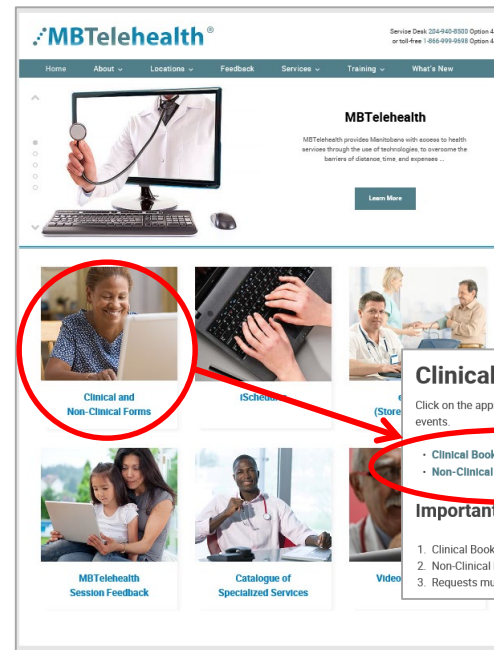 MBTelehealth®
Service Desk 204-940-8500 Option 4
or toll-free 1-866-999-9698 Option 4
Home About Locations Feedback Services Training What's New
MBTelehealth
MBTelehealth provides Manitobans with access to health
services through the use of technologies, to overcome the
barriers of distance, time, and expenses ...
Learn More
Clinical and
Non-Clinical Forms
(Store
Clinical
Click on the app
events.
• Clinical Book
• Non-Clinical
Important
1. Clinical Book
2. Non-Clinical
3. Requests mu
MBTelehealth
Session Feedback
Catalogue of
Specialized Services
Video